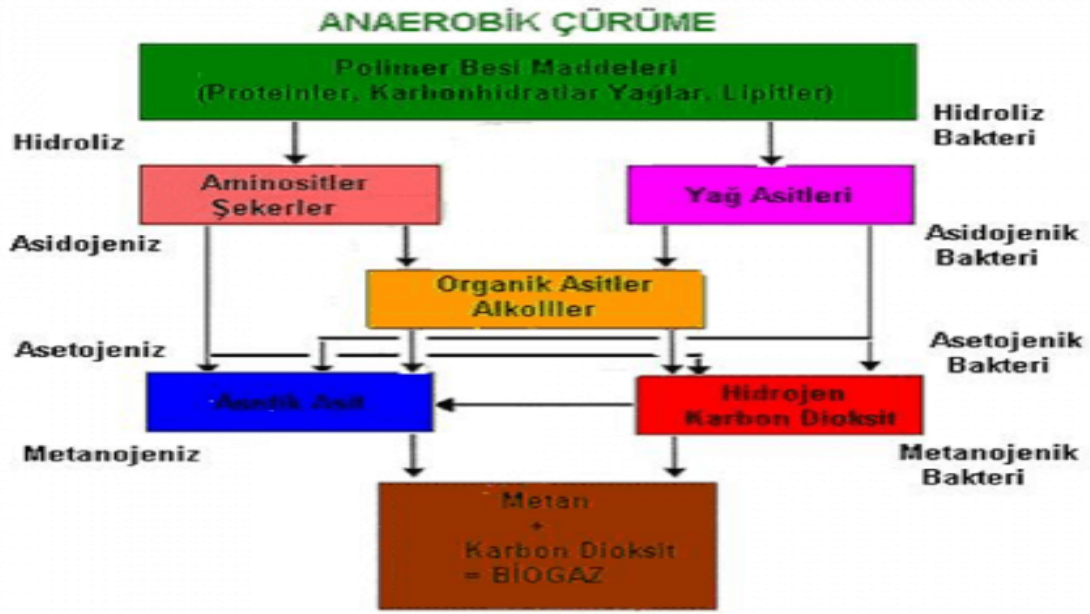 ANAEROBİK ÇÜRÜME
Polimer Besi Maddeleri
(Proteinler, Karbonhidratlar Yağlar, Lipitler)
Hidroliz
Hidroliz
Bakteri
Aminositler
Şekerler
Yağ Asitleri
Asidojeniz
Asidojenik
Bakteri
Organik Asitler
Alkolller
Asetojeniz
Asetojenik
Bakteri
Asetik Asit
Hidrojen
Karbon Dioksit
Metanojeniz
Metanojenik
Bakteri
Metan
+
Karbon Dioksit
= BİOGAZ